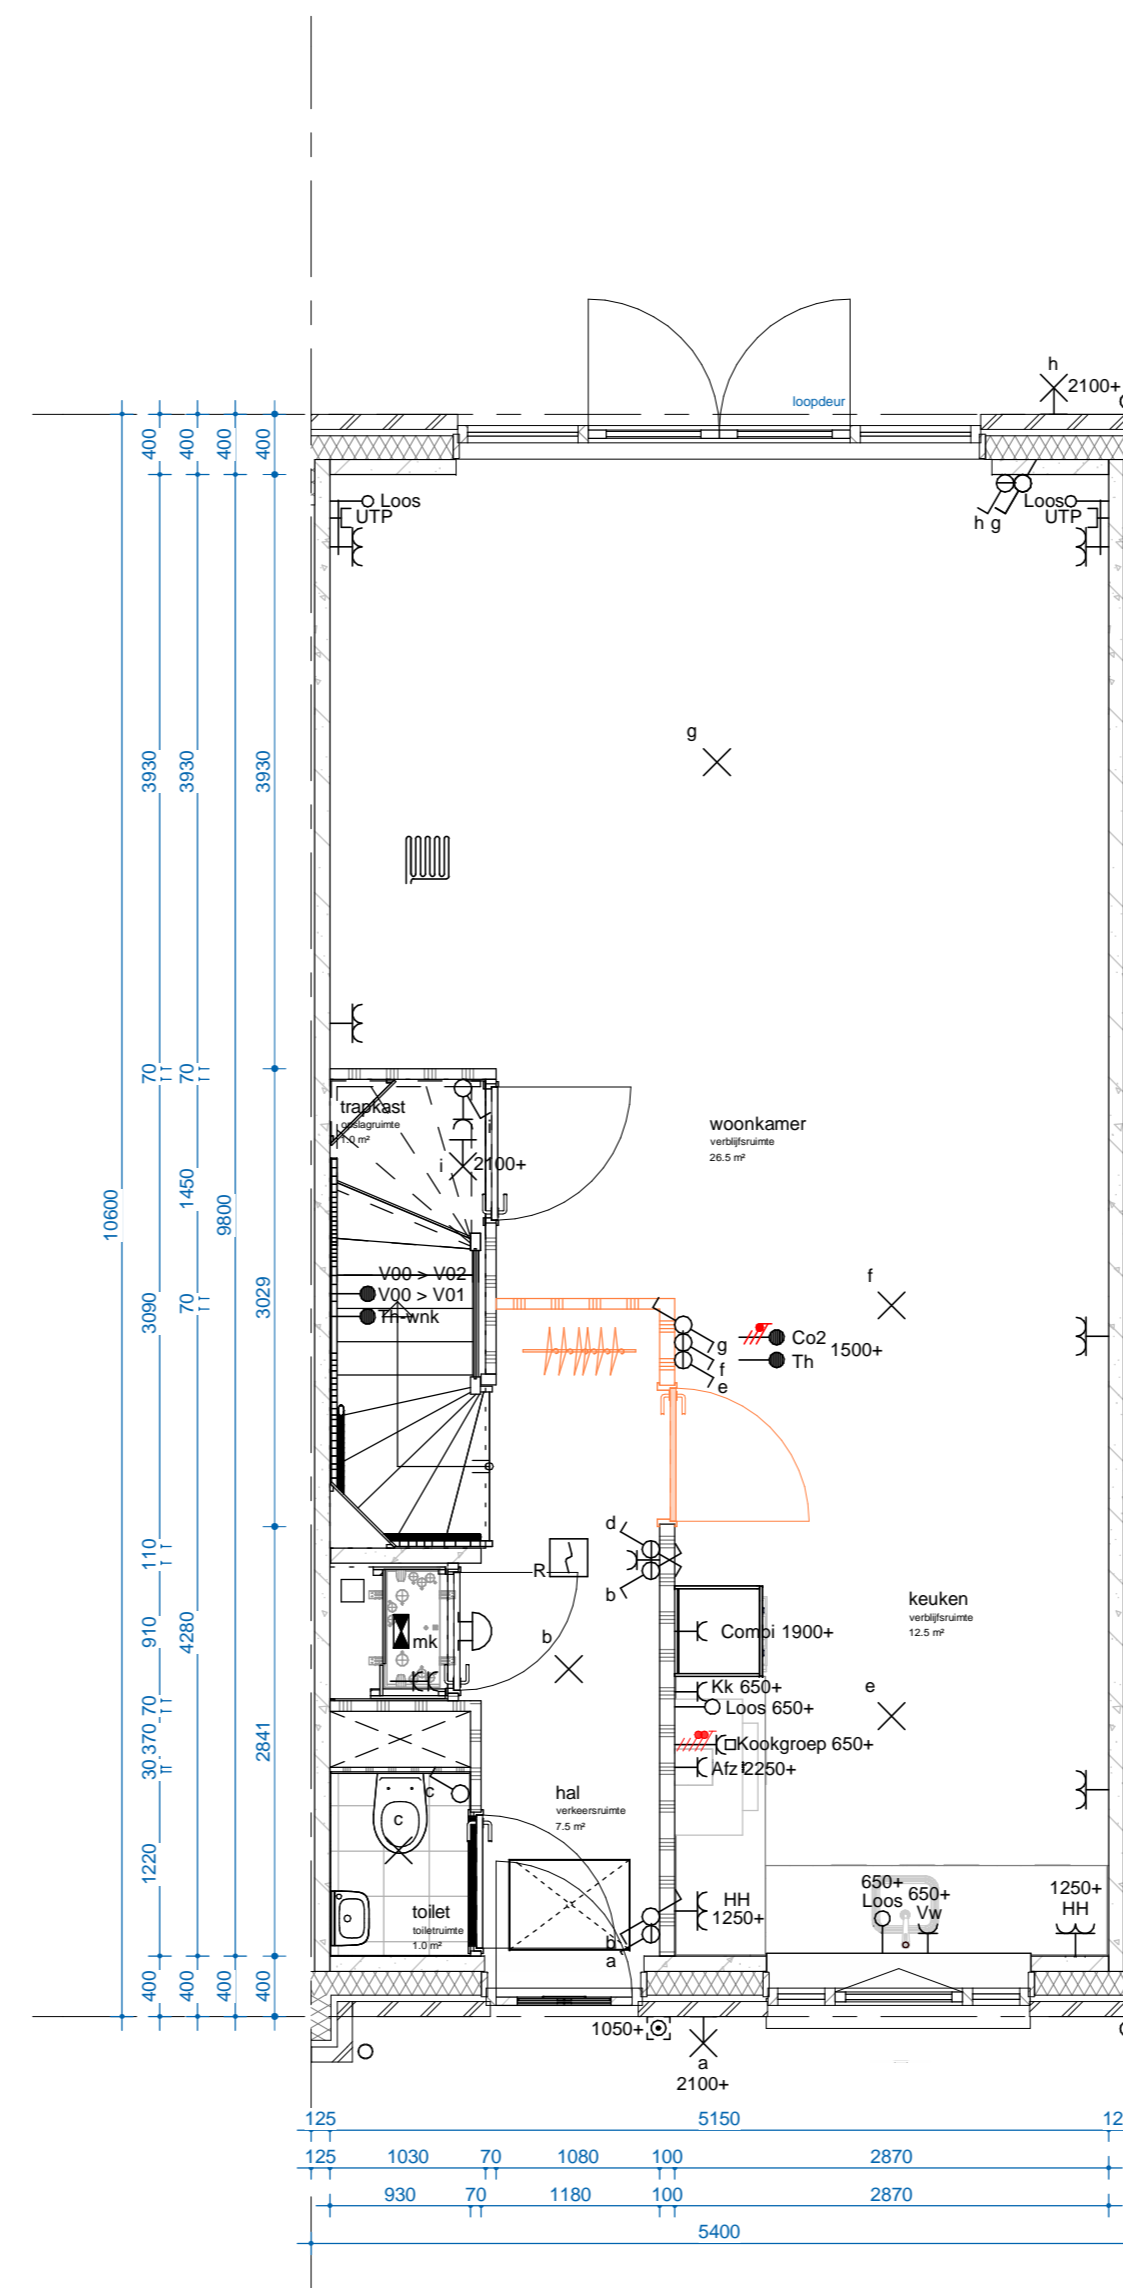 h
2100+
loopdeur
400 400 400 400
Loos
UTP
Loos
UTP
h g
g
3930 3930 3930
70 70
trapkast
opslagruimte
1.0 m²
i 2100+
woonkamer
verblijfsruimte
26.5 m²
10600
1450
9800
3090
70
3029
V00 > V02
V00 > V01
Th-wnk
f
g
f
e
Co2
Th
1500+
110
910
4280
70
370
30
2841
1220
d
R
b
b
mk
Combi 1900+
keuken
verblijfsruimte
12.5 m²
Kk 650+
Loos 650+
e
Kookgroep 650+
Afz 2250+
c
c
hal
verkeersruimte
7.5 m²
toilet
toiletruimte
1.0 m²
HH
1250+
650+
Loos
650+
Vw
1250+
HH
b
a
400 400 400 400
1050+
a
2100+
125 5150 12
125 1030 70 1080 100 2870
930 70 1180 100 2870
5400